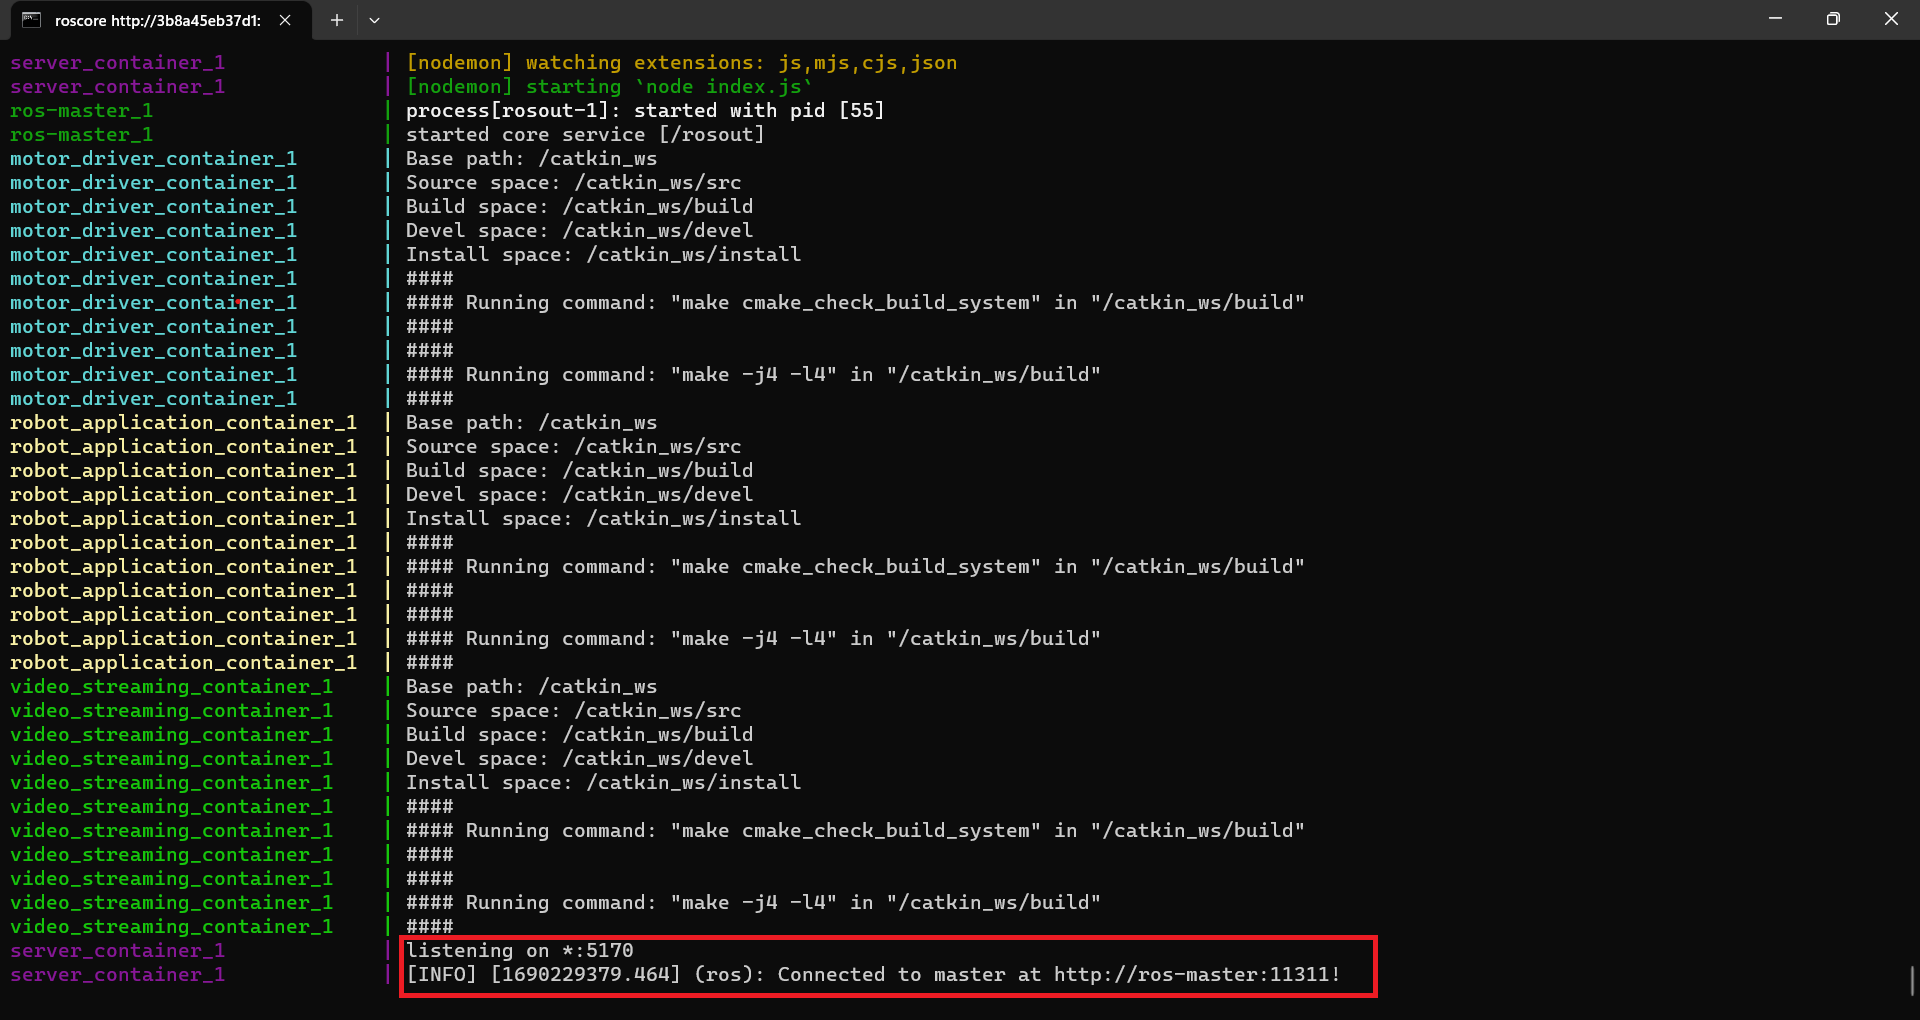 roscore http://3b8a45eb37d1:
server_container_1 | [nodemon] watching extensions: js,mjs,cjs,json
server_container_1 | [nodemon] starting `node index.js`
ros-master_1 | process[rosout-1]: started with pid [55]
ros-master_1 | started core service [/rosout]
motor_driver_container_1 | Base path: /catkin_ws
motor_driver_container_1 | Source space: /catkin_ws/src
motor_driver_container_1 | Build space: /catkin_ws/build
motor_driver_container_1 | Devel space: /catkin_ws/devel
motor_driver_container_1 | Install space: /catkin_ws/install
motor_driver_container_1 | ####
motor_driver_container_1 | #### Running command: "make cmake_check_build_system" in "/catkin_ws/build"
motor_driver_container_1 | ####
motor_driver_container_1 | ####
motor_driver_container_1 | #### Running command: "make -j4 -l4" in "/catkin_ws/build"
motor_driver_container_1 | ####
robot_application_container_1 | Base path: /catkin_ws
robot_application_container_1 | Source space: /catkin_ws/src
robot_application_container_1 | Build space: /catkin_ws/build
robot_application_container_1 | Devel space: /catkin_ws/devel
robot_application_container_1 | Install space: /catkin_ws/install
robot_application_container_1 | ####
robot_application_container_1 | #### Running command: "make cmake_check_build_system" in "/catkin_ws/build"
robot_application_container_1 | ####
robot_application_container_1 | ####
robot_application_container_1 | #### Running command: "make -j4 -l4" in "/catkin_ws/build"
robot_application_container_1 | ####
video_streaming_container_1 | Base path: /catkin_ws
video_streaming_container_1 | Source space: /catkin_ws/src
video_streaming_container_1 | Build space: /catkin_ws/build
video_streaming_container_1 | Devel space: /catkin_ws/devel
video_streaming_container_1 | Install space: /catkin_ws/install
video_streaming_container_1 | ####
video_streaming_container_1 | #### Running command: "make cmake_check_build_system" in "/catkin_ws/build"
video_streaming_container_1 | ####
video_streaming_container_1 | ####
video_streaming_container_1 | #### Running command: "make -j4 -l4" in "/catkin_ws/build"
video_streaming_container_1 | ####
server_container_1 | listening on *:5170
server_container_1 | [INFO] [1690229379.464] (ros): Connected to master at http://ros-master:11311!